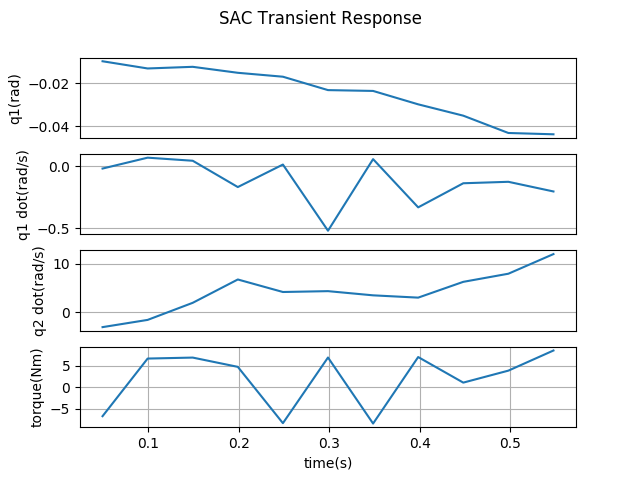 SAC Transient Response
q1(rad)
−0.02
−0.04
q1 dot(rad/s)
0.0
−0.5
q2 dot(rad/s)
10
0
torque(Nm)
5
0
−5
0.1 0.2 0.3 0.4 0.5
time(s)